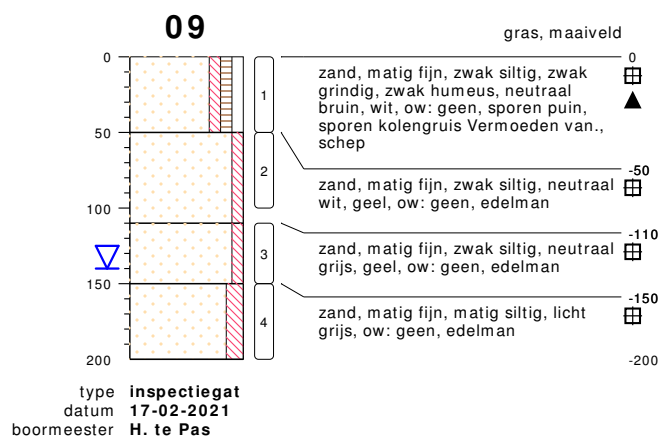 09
gras, maaiveld
0
50
100
150
200
1
2
3
4
0
zand, matig fijn, zwak siltig, zwak
grindig, zwak humeus, neutraal
bruin, wit, ow: geen, sporen puin,
sporen kolengruis Vermoeden van.,
schep
-50
zand, matig fijn, zwak siltig, neutraal
wit, geel, ow: geen, edelman
-110
zand, matig fijn, zwak siltig, neutraal
grijs, geel, ow: geen, edelman
-150
zand, matig fijn, matig siltig, licht
grijs, ow: geen, edelman
-200
type inspectiegat
datum 17-02-2021
boormeester H. te Pas